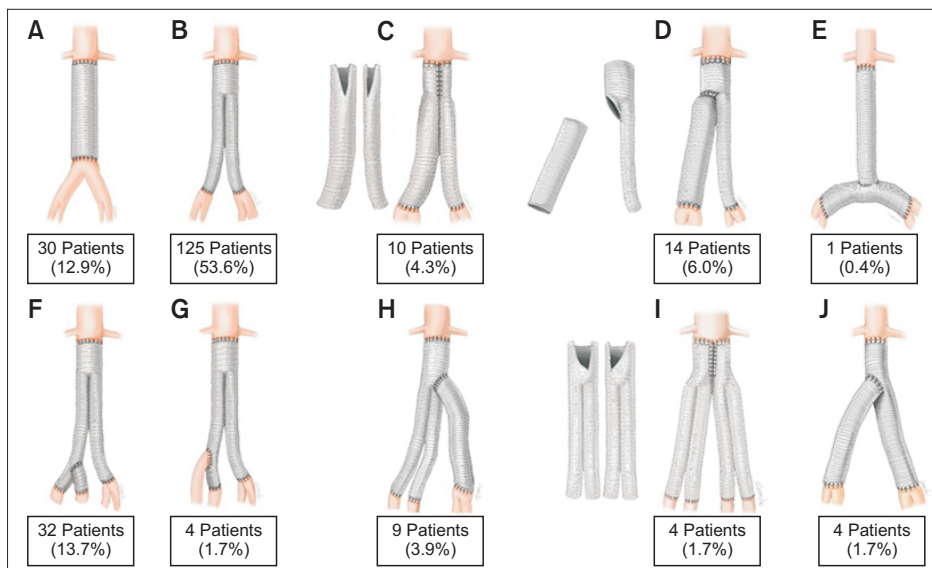 A
B
C
D
E
30 Patients
(12.9%)
125 Patients
(53.6%)
10 Patients
(4.3%)
14 Patients
(6.0%)
1 Patients
(0.4%)
F
G
H
I
J
32 Patients
(13.7%)
4 Patients
(1.7%)
9 Patients
(3.9%)
4 Patients
(1.7%)
4 Patients
(1.7%)